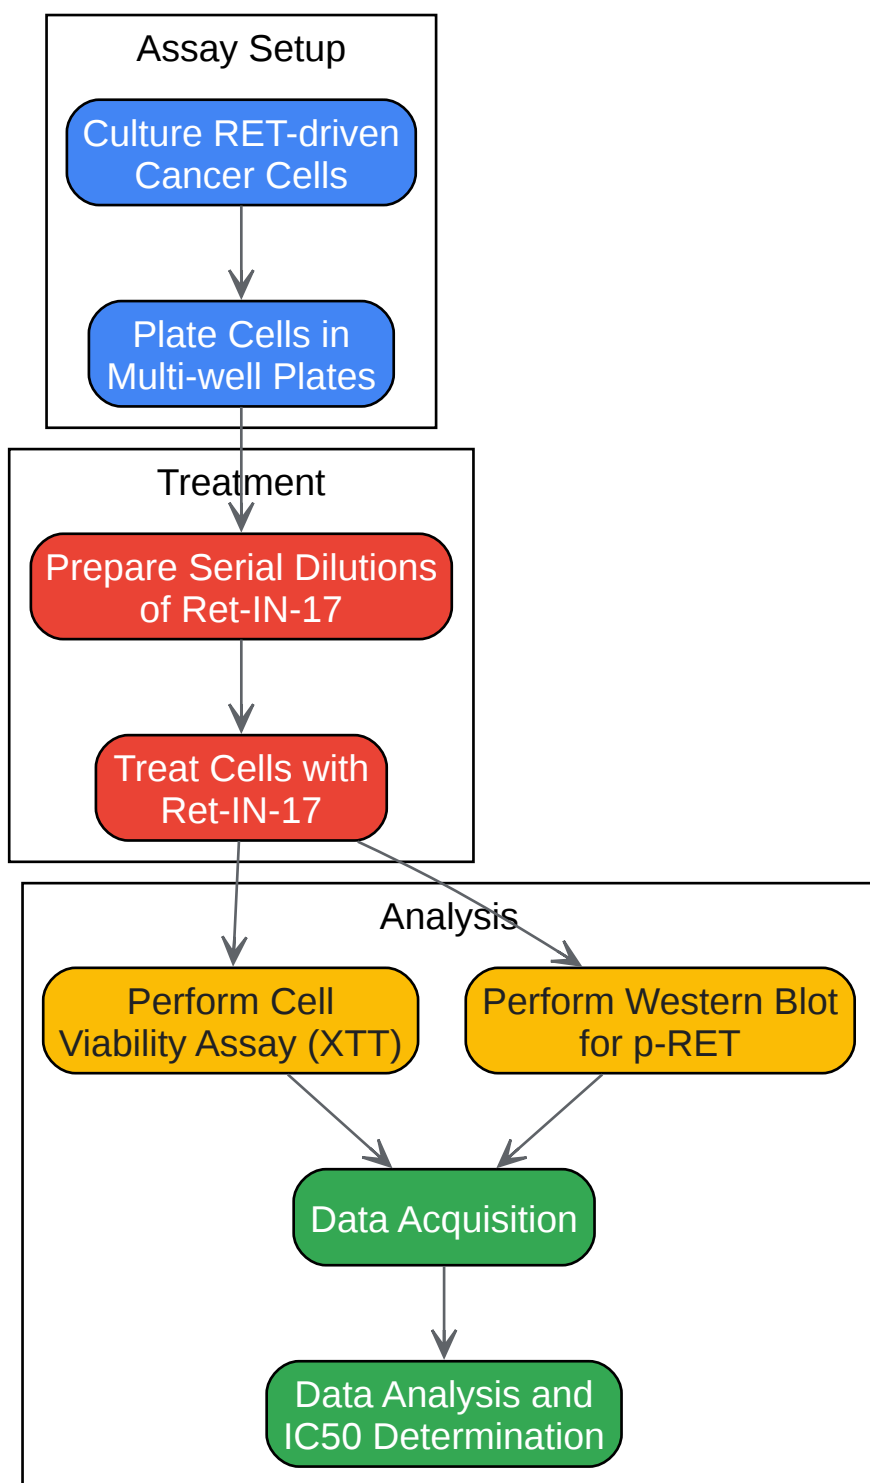 Assay Setup
Culture RET-driven
Cancer Cells
Plate Cells in
Multi-well Plates
Treatment
Prepare Serial Dilutions
of Ret-IN-17
Treat Cells with
Ret-IN-17
Analysis
Perform Cell
Viability Assay (XTT)
Perform Western Blot
for p-RET
Data Acquisition
Data Analysis and
IC50 Determination